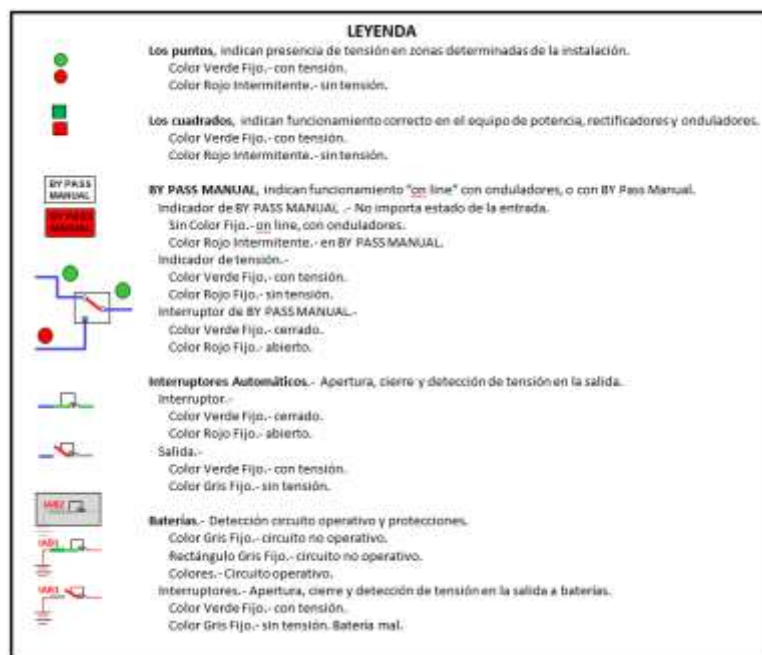 LEYENDA
Los puntos, indican presencia de tensión en zonas determinadas de la instalación.
Color Verde Fijo.- con tensión.
Color Rojo Intermitente.- sin tensión.
Los cuadrados, indican funcionamiento correcto en el equipo de potencia, rectificadores y onduladores.
Color Verde Fijo.- con tensión.
Color Rojo Intermitente.- sin tensión.
BY PASS
MANUAL
BY PASS MANUAL, indican funcionamiento "on line" con onduladores, o con BY Pass Manual.
BY PASS
MANUAL
Indicador de BY PASS MANUAL .- No importa estado de la entrada.
Sin Color Fijo.- on line, con onduladores.
Color Rojo Intermitente.- en BY PASS MANUAL.
Indicador de tensión.-
Color Verde Fijo.- con tensión.
Color Rojo Fijo.- sin tensión.
Interruptor de BY PASS MANUAL.-
Color Verde Fijo.- cerrado.
Color Rojo Fijo.- abierto.
Interruptores Automáticos.- Apertura, cierre y detección de tensión en la salida.
Interruptor.-
Color Verde Fijo.- cerrado.
Color Rojo Fijo.- abierto.
Salida.-
Color Verde Fijo.- con tensión.
Color Gris Fijo.- sin tensión.
IAB2
Baterías.- Detección circuito operativo y protecciones.
Color Gris Fijo.- circuito no operativo.
IAB1
Rectángulo Gris Fijo.- circuito no operativo.
Colores.- Circuito operativo.
IAB1
Interruptores.- Apertura, cierre y detección de tensión en la salida a baterías.
Color Verde Fijo.- con tensión.
Color Gris Fijo.- sin tensión. Batería mal.